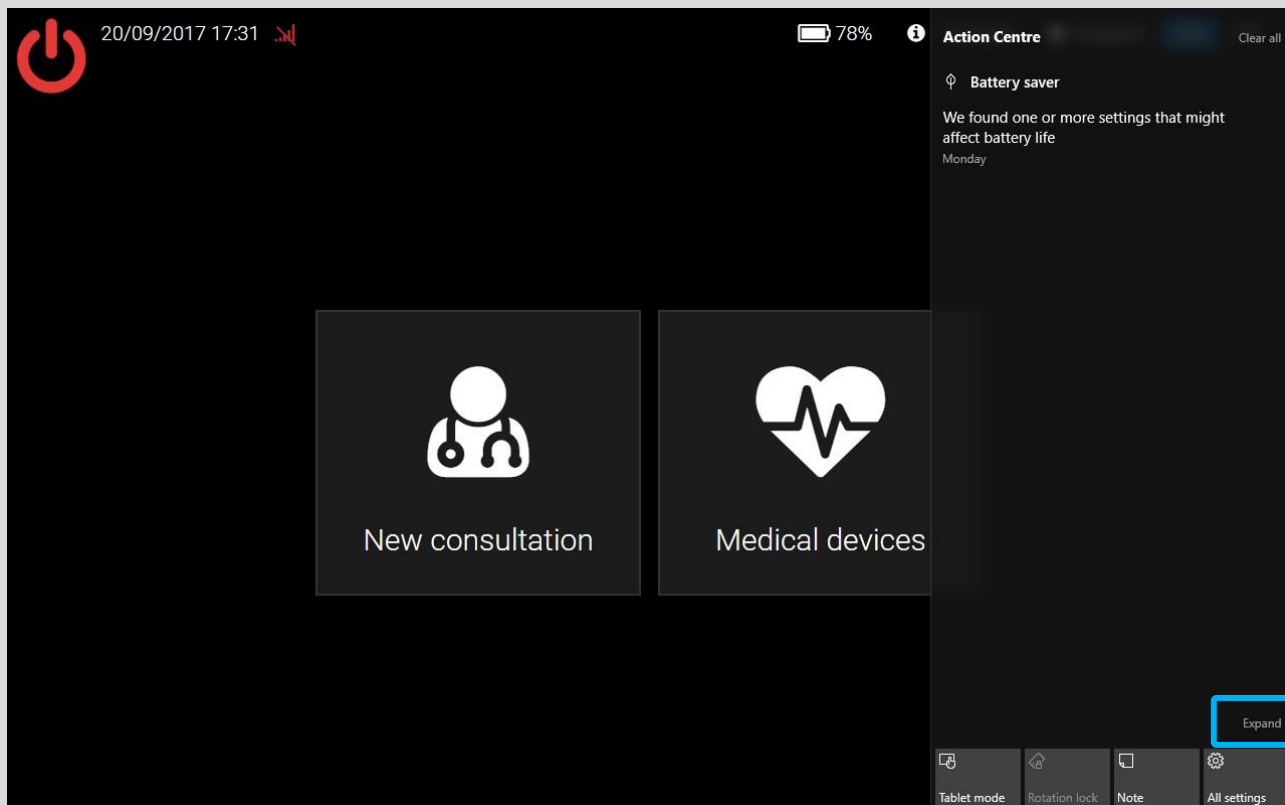 20/09/2017 17:31
78%
Action Centre
Clear all
Battery saver
We found one or more settings that might
affect battery life
Monday
New consultation
Medical devices
Expand
Tablet mode
Rotation lock
Note
All settings